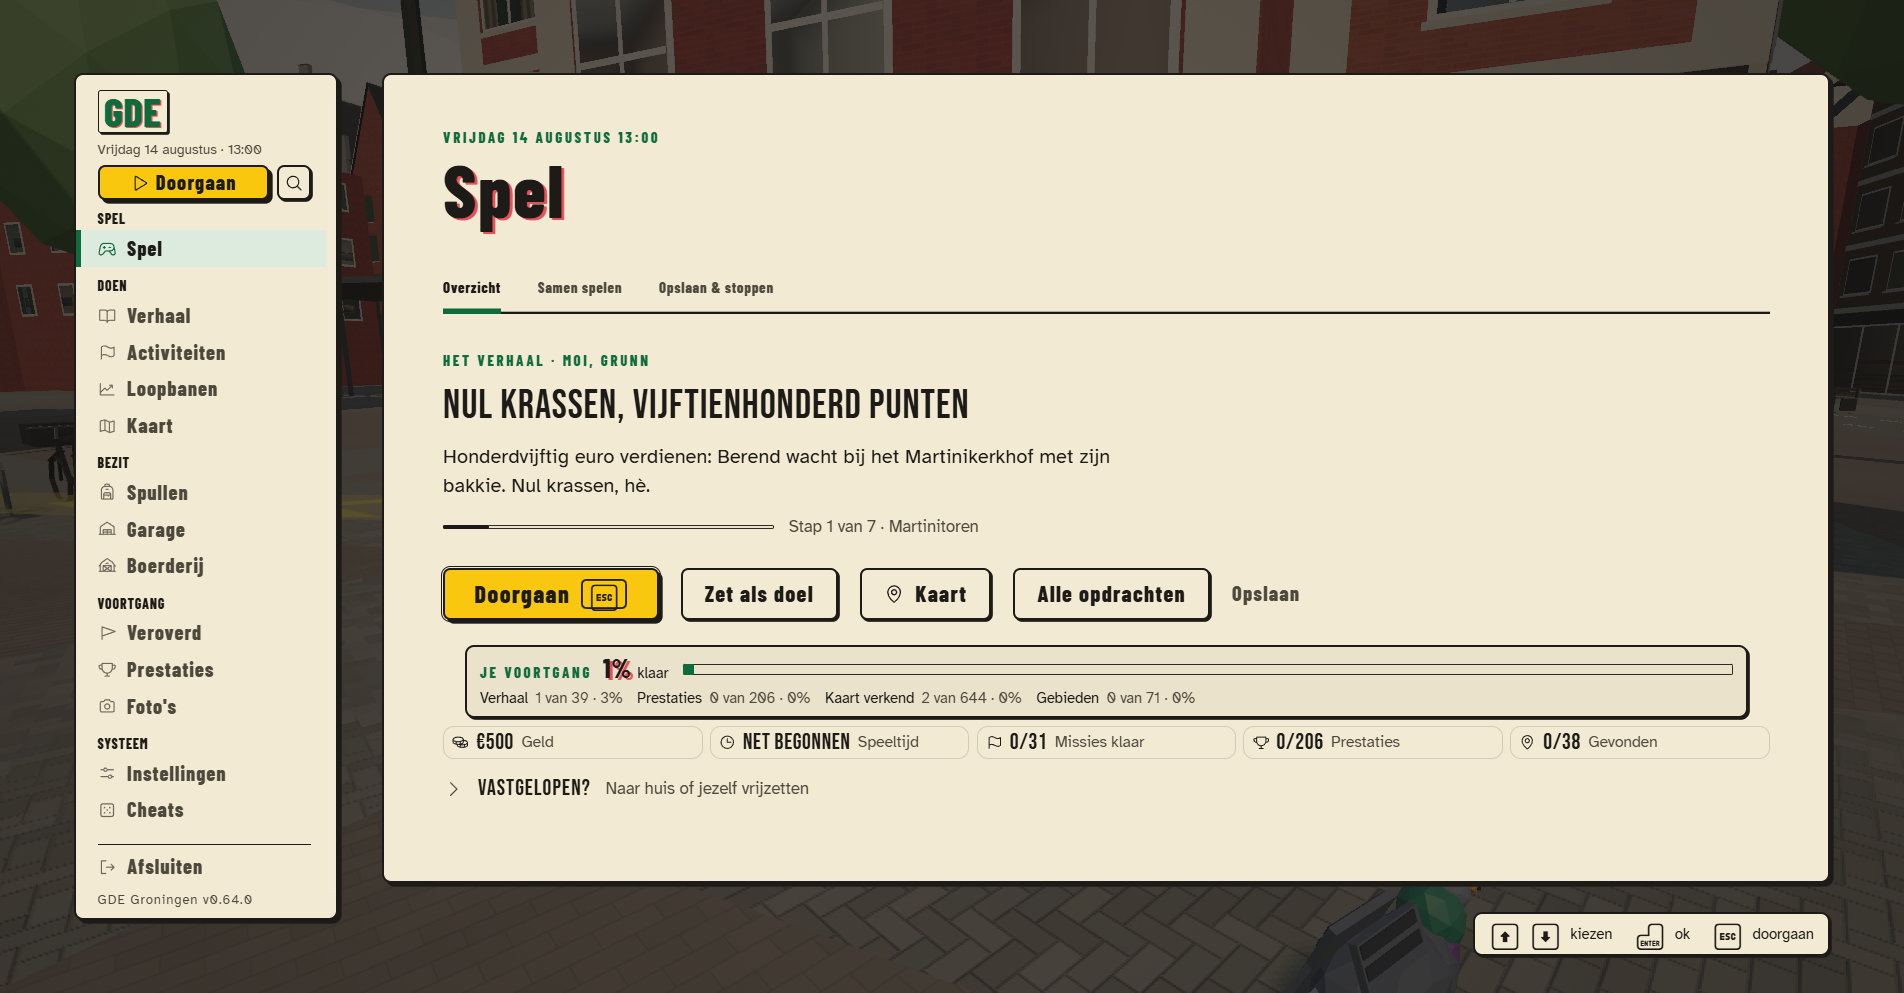 GDE
Vrijdag 14 augustus · 13:00
Doorgaan
SPEL
Spel
DOEN
Verhaal
Activiteiten
Loopbanen
Kaart
BEZIT
Spullen
Garage
Boerderij
VOORTGANG
Veroverd
Prestaties
Foto's
SYSTEEM
Instellingen
Cheats
Afsluiten
GDE Groningen v0.64.0
VRIJDAG 14 AUGUSTUS 13:00
Spel
Overzicht Samen spelen Opslaan & stoppen
HET VERHAAL · MOI, GRUNN
NUL KRASSEN, VIJFTIENHONDERD PUNTEN
Honderdvijftig euro verdienen: Berend wacht bij het Martinikerkhof met zijn
bakkie. Nul krassen, hè.
Stap 1 van 7 · Martinitoren
Doorgaan ESC Zet als doel Kaart Alle opdrachten Opslaan
JE VOORTGANG 1% klaar
Verhaal 1 van 39 · 3% Prestaties 0 van 206 · 0% Kaart verkend 2 van 644 · 0% Gebieden 0 van 71 · 0%
€500 Geld NET BEGONNEN Speeltijd 0/31 Missies klaar 0/206 Prestaties 0/38 Gevonden
VASTGELOPEN? Naar huis of jezelf vrijzetten
kiezen ENTER ok ESC doorgaan